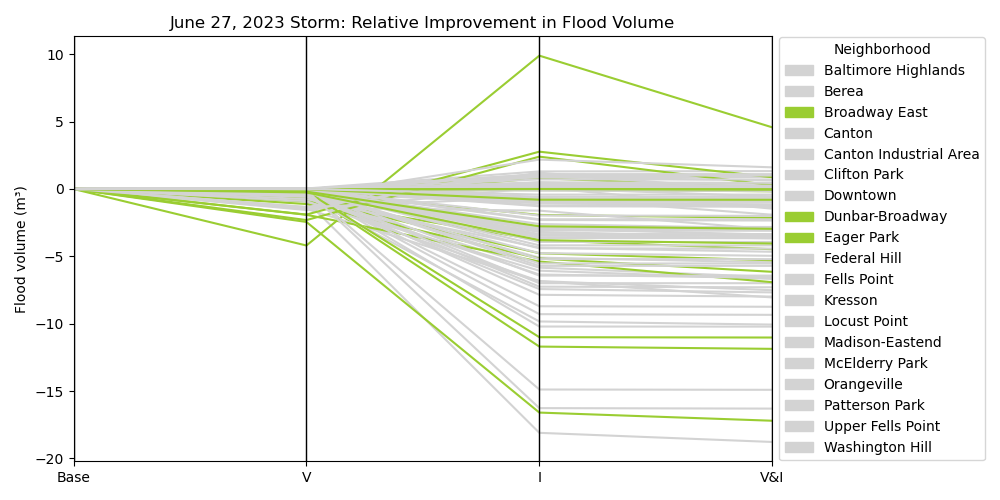 June 27, 2023 Storm: Relative Improvement in Flood Volume
Flood volume (m³)
10
5
0
−5
−10
−15
−20
Base
V
I
V&I
Neighborhood
Baltimore Highlands
Berea
Broadway East
Canton
Canton Industrial Area
Clifton Park
Downtown
Dunbar-Broadway
Eager Park
Federal Hill
Fells Point
Kresson
Locust Point
Madison-Eastend
McElderry Park
Orangeville
Patterson Park
Upper Fells Point
Washington Hill